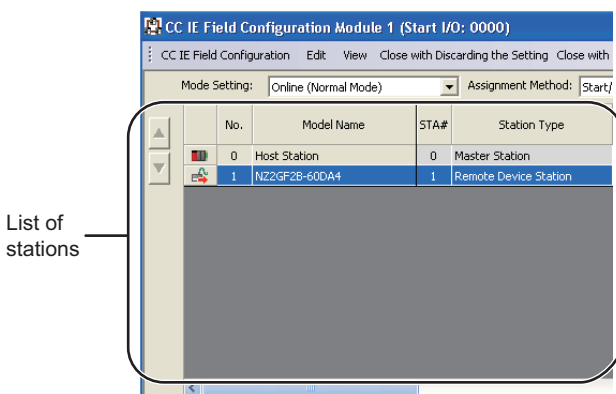 CC IE Field Configuration Module 1 (Start I/O: 0000)
CC IE Field Configuration Edit View Close with Discarding the Setting Close with
Mode Setting: Online (Normal Mode) Assignment Method: Start/
No. Model Name STA# Station Type
0 Host Station 0 Master Station
1 NZ2GF2B-60DA4 1 Remote Device Station
List of
stations